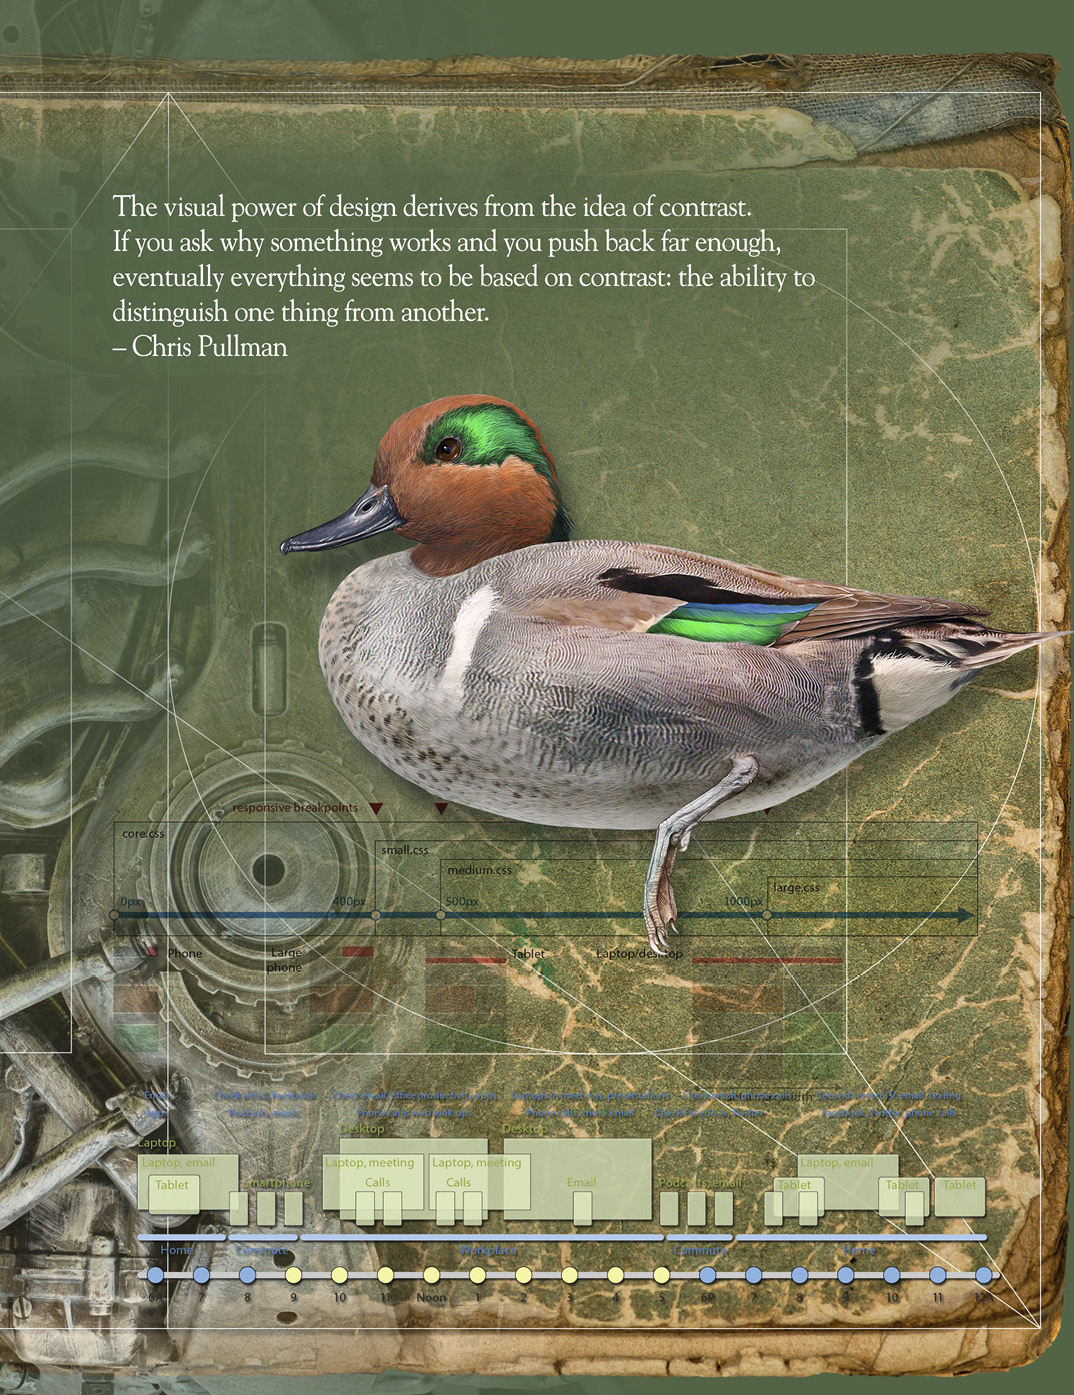 The visual power of design derives from the idea of contrast.
If you ask why something works and you push back far enough,
eventually everything seems to be based on contrast: the ability to
distinguish one thing from another.
– Chris Pullman
responsive breakpoints
core.css
small.css
medium.css
large.css
0px 400px 500px 1000px
Phone Large phone Tablet Laptop/desktop
Laptop Desktop Desktop
Laptop, email Laptop, meeting Laptop, meeting Laptop, email
Tablet Smartphone Calls Calls Email Podcasts, email Tablet Tablet Tablet
Home Commute Workplace Commute Home
6A 7 8 9 10 11 Noon 1 2 3 4 5 6P 7 8 9 10 11 12A